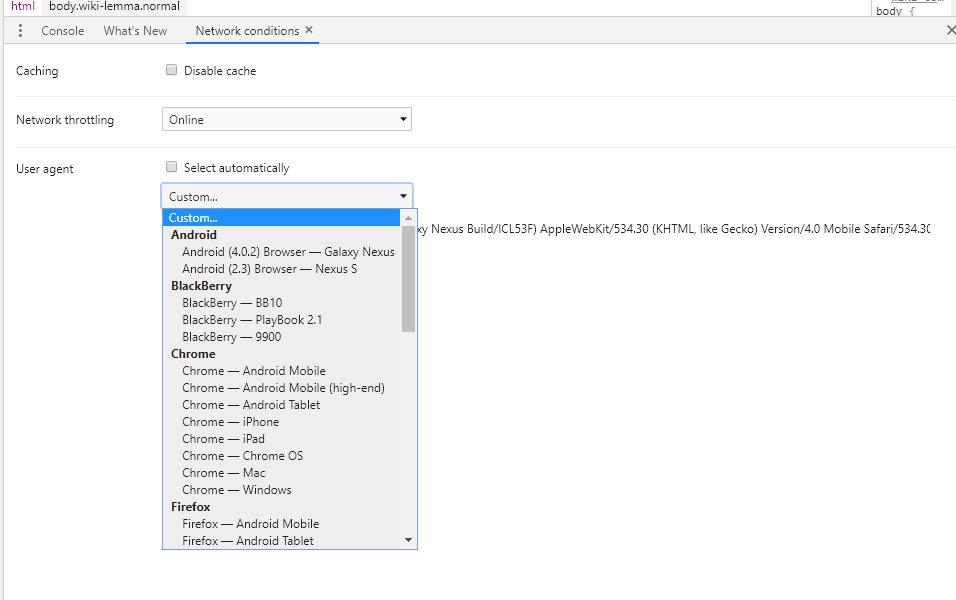 html body.wiki-lemma.normal
body {
Console What's New Network conditions ×
Caching Disable cache
Network throttling Online
User agent Select automatically
Custom...
Custom...
Android
xy Nexus Build/ICL53F) AppleWebKit/534.30 (KHTML, like Gecko) Version/4.0 Mobile Safari/534.30
Android (4.0.2) Browser — Galaxy Nexus
Android (2.3) Browser — Nexus S
BlackBerry
BlackBerry — BB10
BlackBerry — PlayBook 2.1
BlackBerry — 9900
Chrome
Chrome — Android Mobile
Chrome — Android Mobile (high-end)
Chrome — Android Tablet
Chrome — iPhone
Chrome — iPad
Chrome — Chrome OS
Chrome — Mac
Chrome — Windows
Firefox
Firefox — Android Mobile
Firefox — Android Tablet